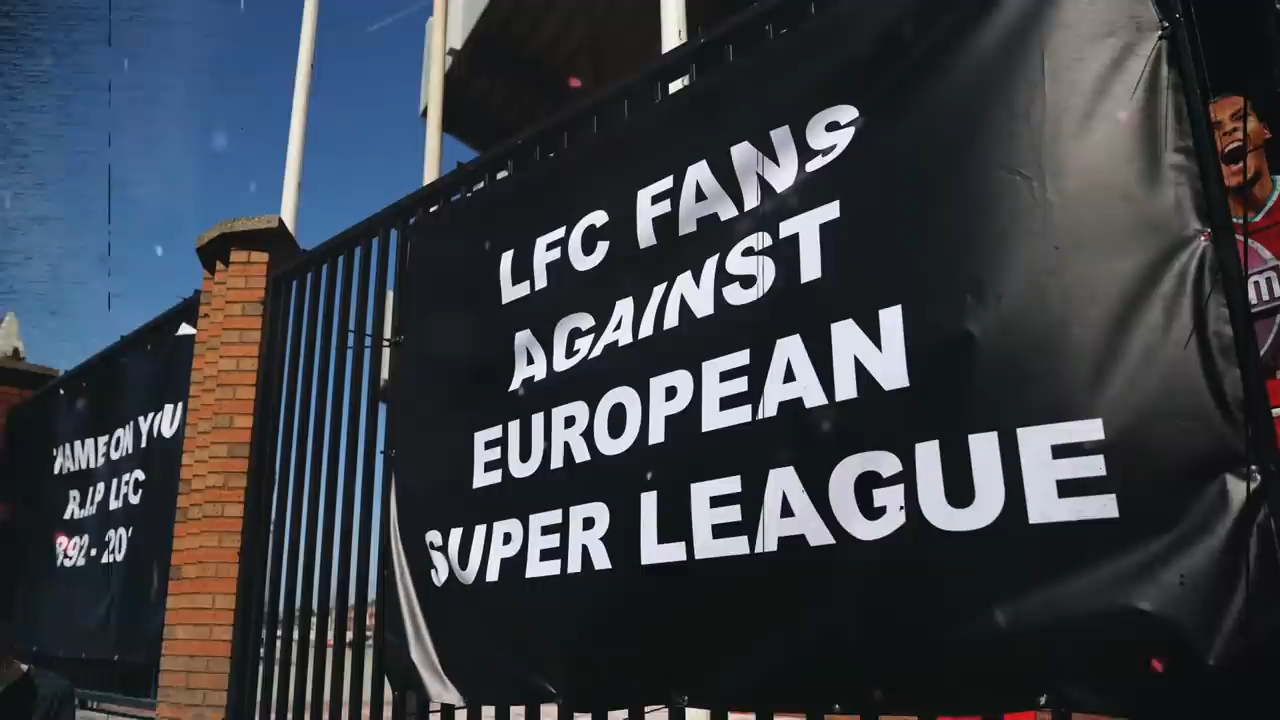 LFC FANS
AGAINST
EUROPEAN
SUPER LEAGUE
ON YOU
R.I.P LFC